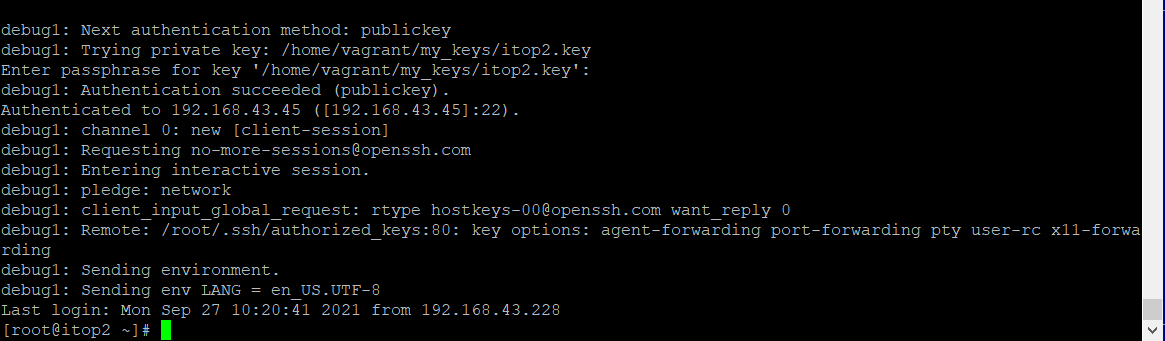 debug1: Next authentication method: publickey
debug1: Trying private key: /home/vagrant/my_keys/itop2.key
Enter passphrase for key '/home/vagrant/my_keys/itop2.key':
debug1: Authentication succeeded (publickey).
Authenticated to 192.168.43.45 ([192.168.43.45]:22).
debug1: channel 0: new [client-session]
debug1: Requesting no-more-sessions@openssh.com
debug1: Entering interactive session.
debug1: pledge: network
debug1: client_input_global_request: rtype hostkeys-00@openssh.com want_reply 0
debug1: Remote: /root/.ssh/authorized_keys:80: key options: agent-forwarding port-forwarding pty user-rc x11-forwa
rding
debug1: Sending environment.
debug1: Sending env LANG = en_US.UTF-8
Last login: Mon Sep 27 10:20:41 2021 from 192.168.43.228
[root@itop2 ~]#